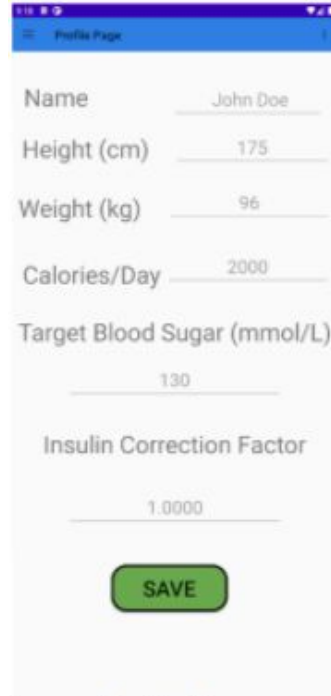 Profile Page
Name John Doe
Height (cm) 175
Weight (kg) 96
Calories/Day 2000
Target Blood Sugar (mmol/L)
130
Insulin Correction Factor
1.0000
SAVE